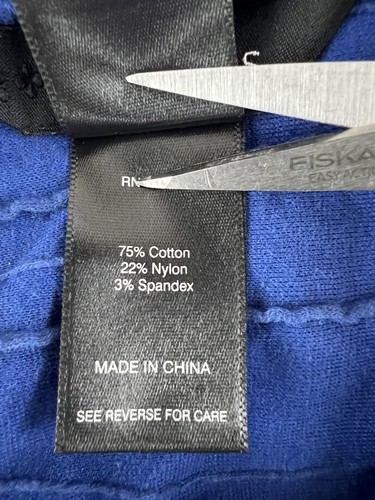 FISKA
EASY ACTI
RN
75% Cotton
22% Nylon
3% Spandex
MADE IN CHINA
SEE REVERSE FOR CARE